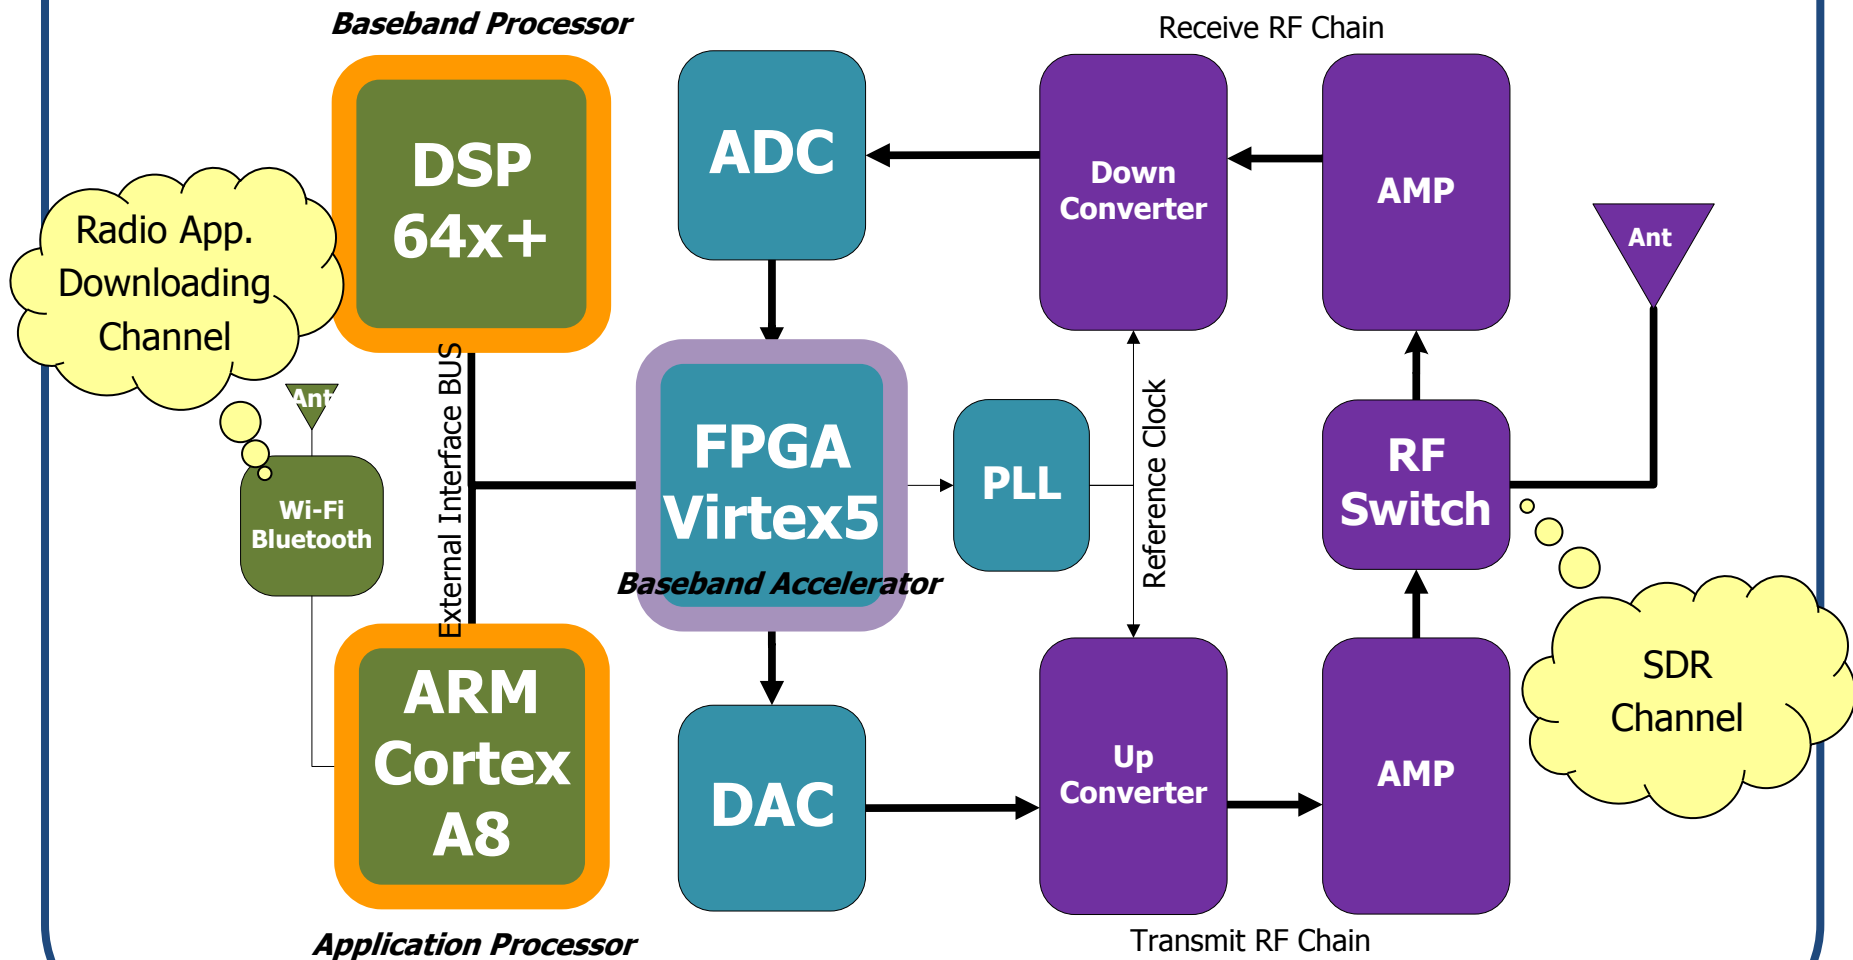 Baseband Processor
Receive RF Chain
DSP
64x+
ADC
Down
Converter
AMP
Ant
Radio App.
Downloading
Channel
Ant
Wi-Fi
Bluetooth
External Interface BUS
FPGA
Virtex5
Baseband Accelerator
PLL
Reference Clock
RF
Switch
SDR
Channel
ARM
Cortex
A8
DAC
Up
Converter
AMP
Application Processor
Transmit RF Chain